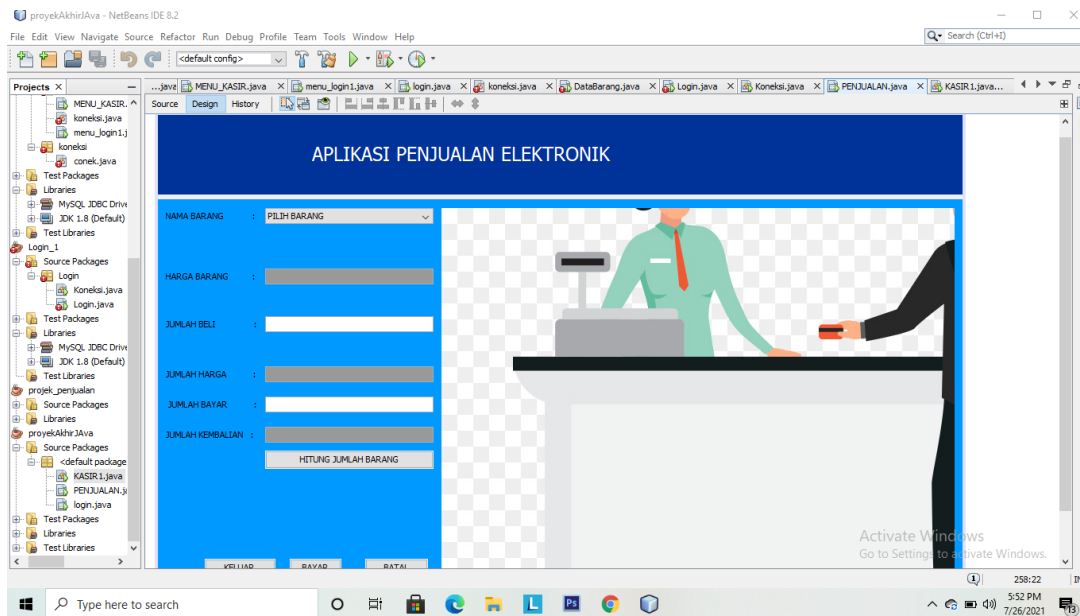 proyekAkhirJAva - NetBeans IDE 8.2
File Edit View Navigate Source Refactor Run Debug Profile Team Tools Window Help
Search (Ctrl+I)
<default config>
Projects
...java MENU_KASIR.java menu_login1.java login.java koneksi.java DataBarang.java Login.java Koneksi.java PENJUALAN.java KASIR1.java...
Source Design History
MENU_KASIR.
koneksi.java
menu_login1.j
koneksi
conek.java
Test Packages
Libraries
MySQL JDBC Drive
JDK 1.8 (Default)
Test Libraries
Login_1
Source Packages
Login
Koneksi.java
Login.java
Test Packages
Libraries
MySQL JDBC Drive
JDK 1.8 (Default)
Test Libraries
projek_penjualan
Source Packages
Libraries
proyekAkhirJAva
Source Packages
<default package
KASIR1.java
PENJUALAN.ja
login.java
Test Packages
Libraries
Test Libraries
APLIKASI PENJUALAN ELEKTRONIK
NAMA BARANG : PILIH BARANG
HARGA BARANG :
JUMLAH BELI :
JUMLAH HARGA :
JUMLAH BAYAR :
JUMLAH KEMBALIAN :
HITUNG JUMLAH BARANG
KELUAR BAYAR BATAL
Activate Windows
Go to Settings to activate Windows.
1 258:22 IN
Type here to search
L Ps
5:52 PM
7/26/2021
13